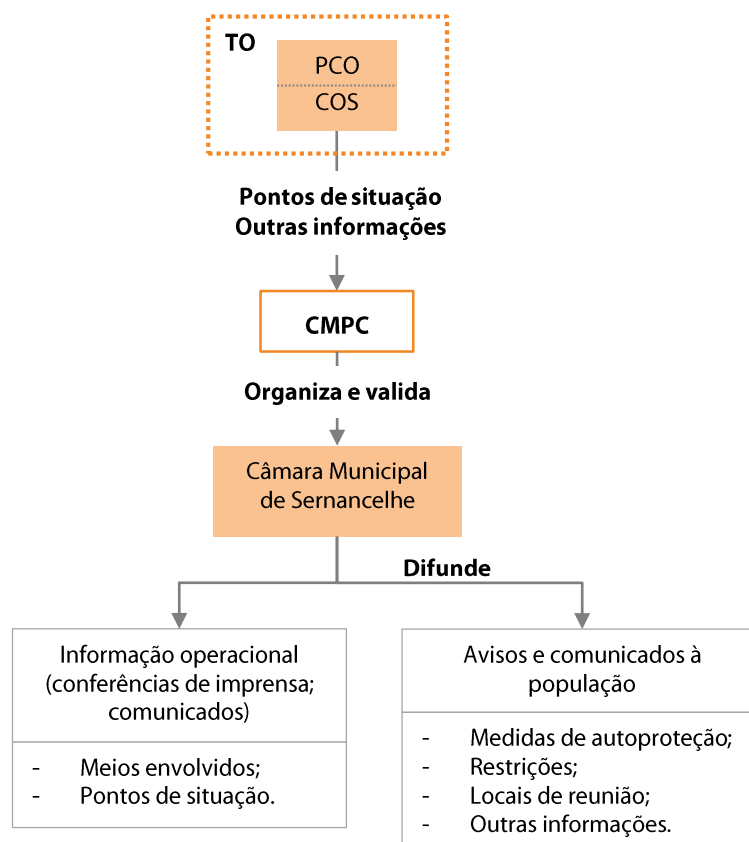 TO
PCO
COS
Pontos de situação
Outras informações
CMPC
Organiza e valida
Câmara Municipal
de Sernancelhe
Difunde
Informação operacional
(conferências de imprensa;
comunicados)
- Meios envolvidos;
- Pontos de situação.
Avisos e comunicados à
população
- Medidas de autoproteção;
- Restrições;
- Locais de reunião;
- Outras informações.